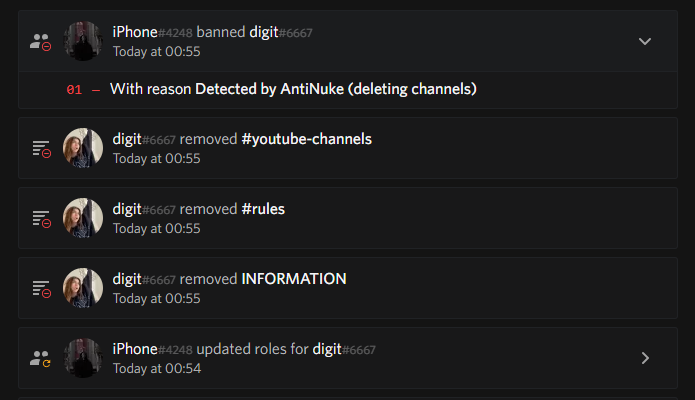 iPhone#4248 banned digit#6667
Today at 00:55
01 — With reason Detected by AntiNuke (deleting channels)
digit#6667 removed #youtube-channels
Today at 00:55
digit#6667 removed #rules
Today at 00:55
digit#6667 removed INFORMATION
Today at 00:55
iPhone#4248 updated roles for digit#6667
Today at 00:54